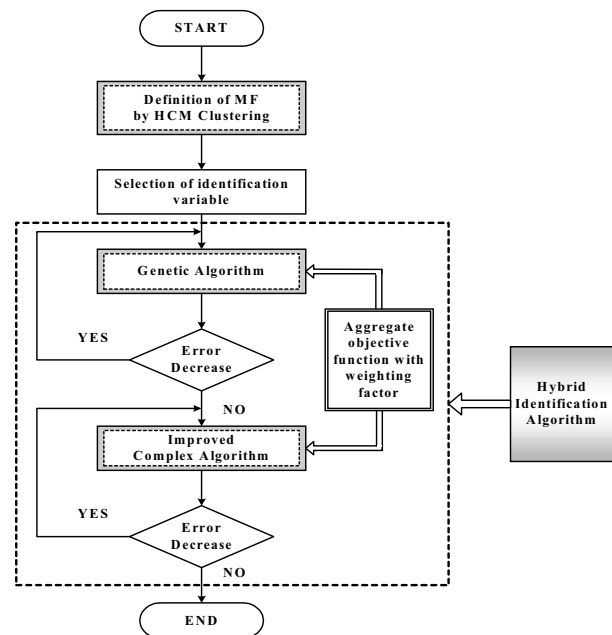 START
Definition of MF
by HCM Clustering
Selection of identification
variable
Genetic Algorithm
YES
Error
Decrease
NO
Aggregate
objective
function with
weighting
factor
Hybrid
Identification
Algorithm
Improved
Complex Algorithm
YES
Error
Decrease
NO
END